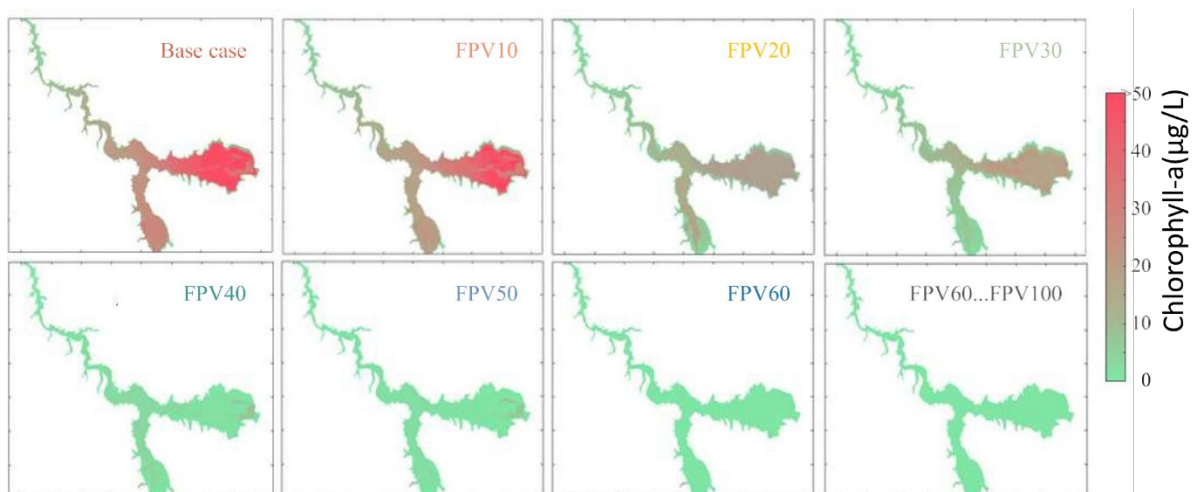 Base case
FPV10
FPV20
FPV30
FPV40
FPV50
FPV60
FPV60...FPV100
>50
40
30
20
10
0
Chlorophyll-a(µg/L)